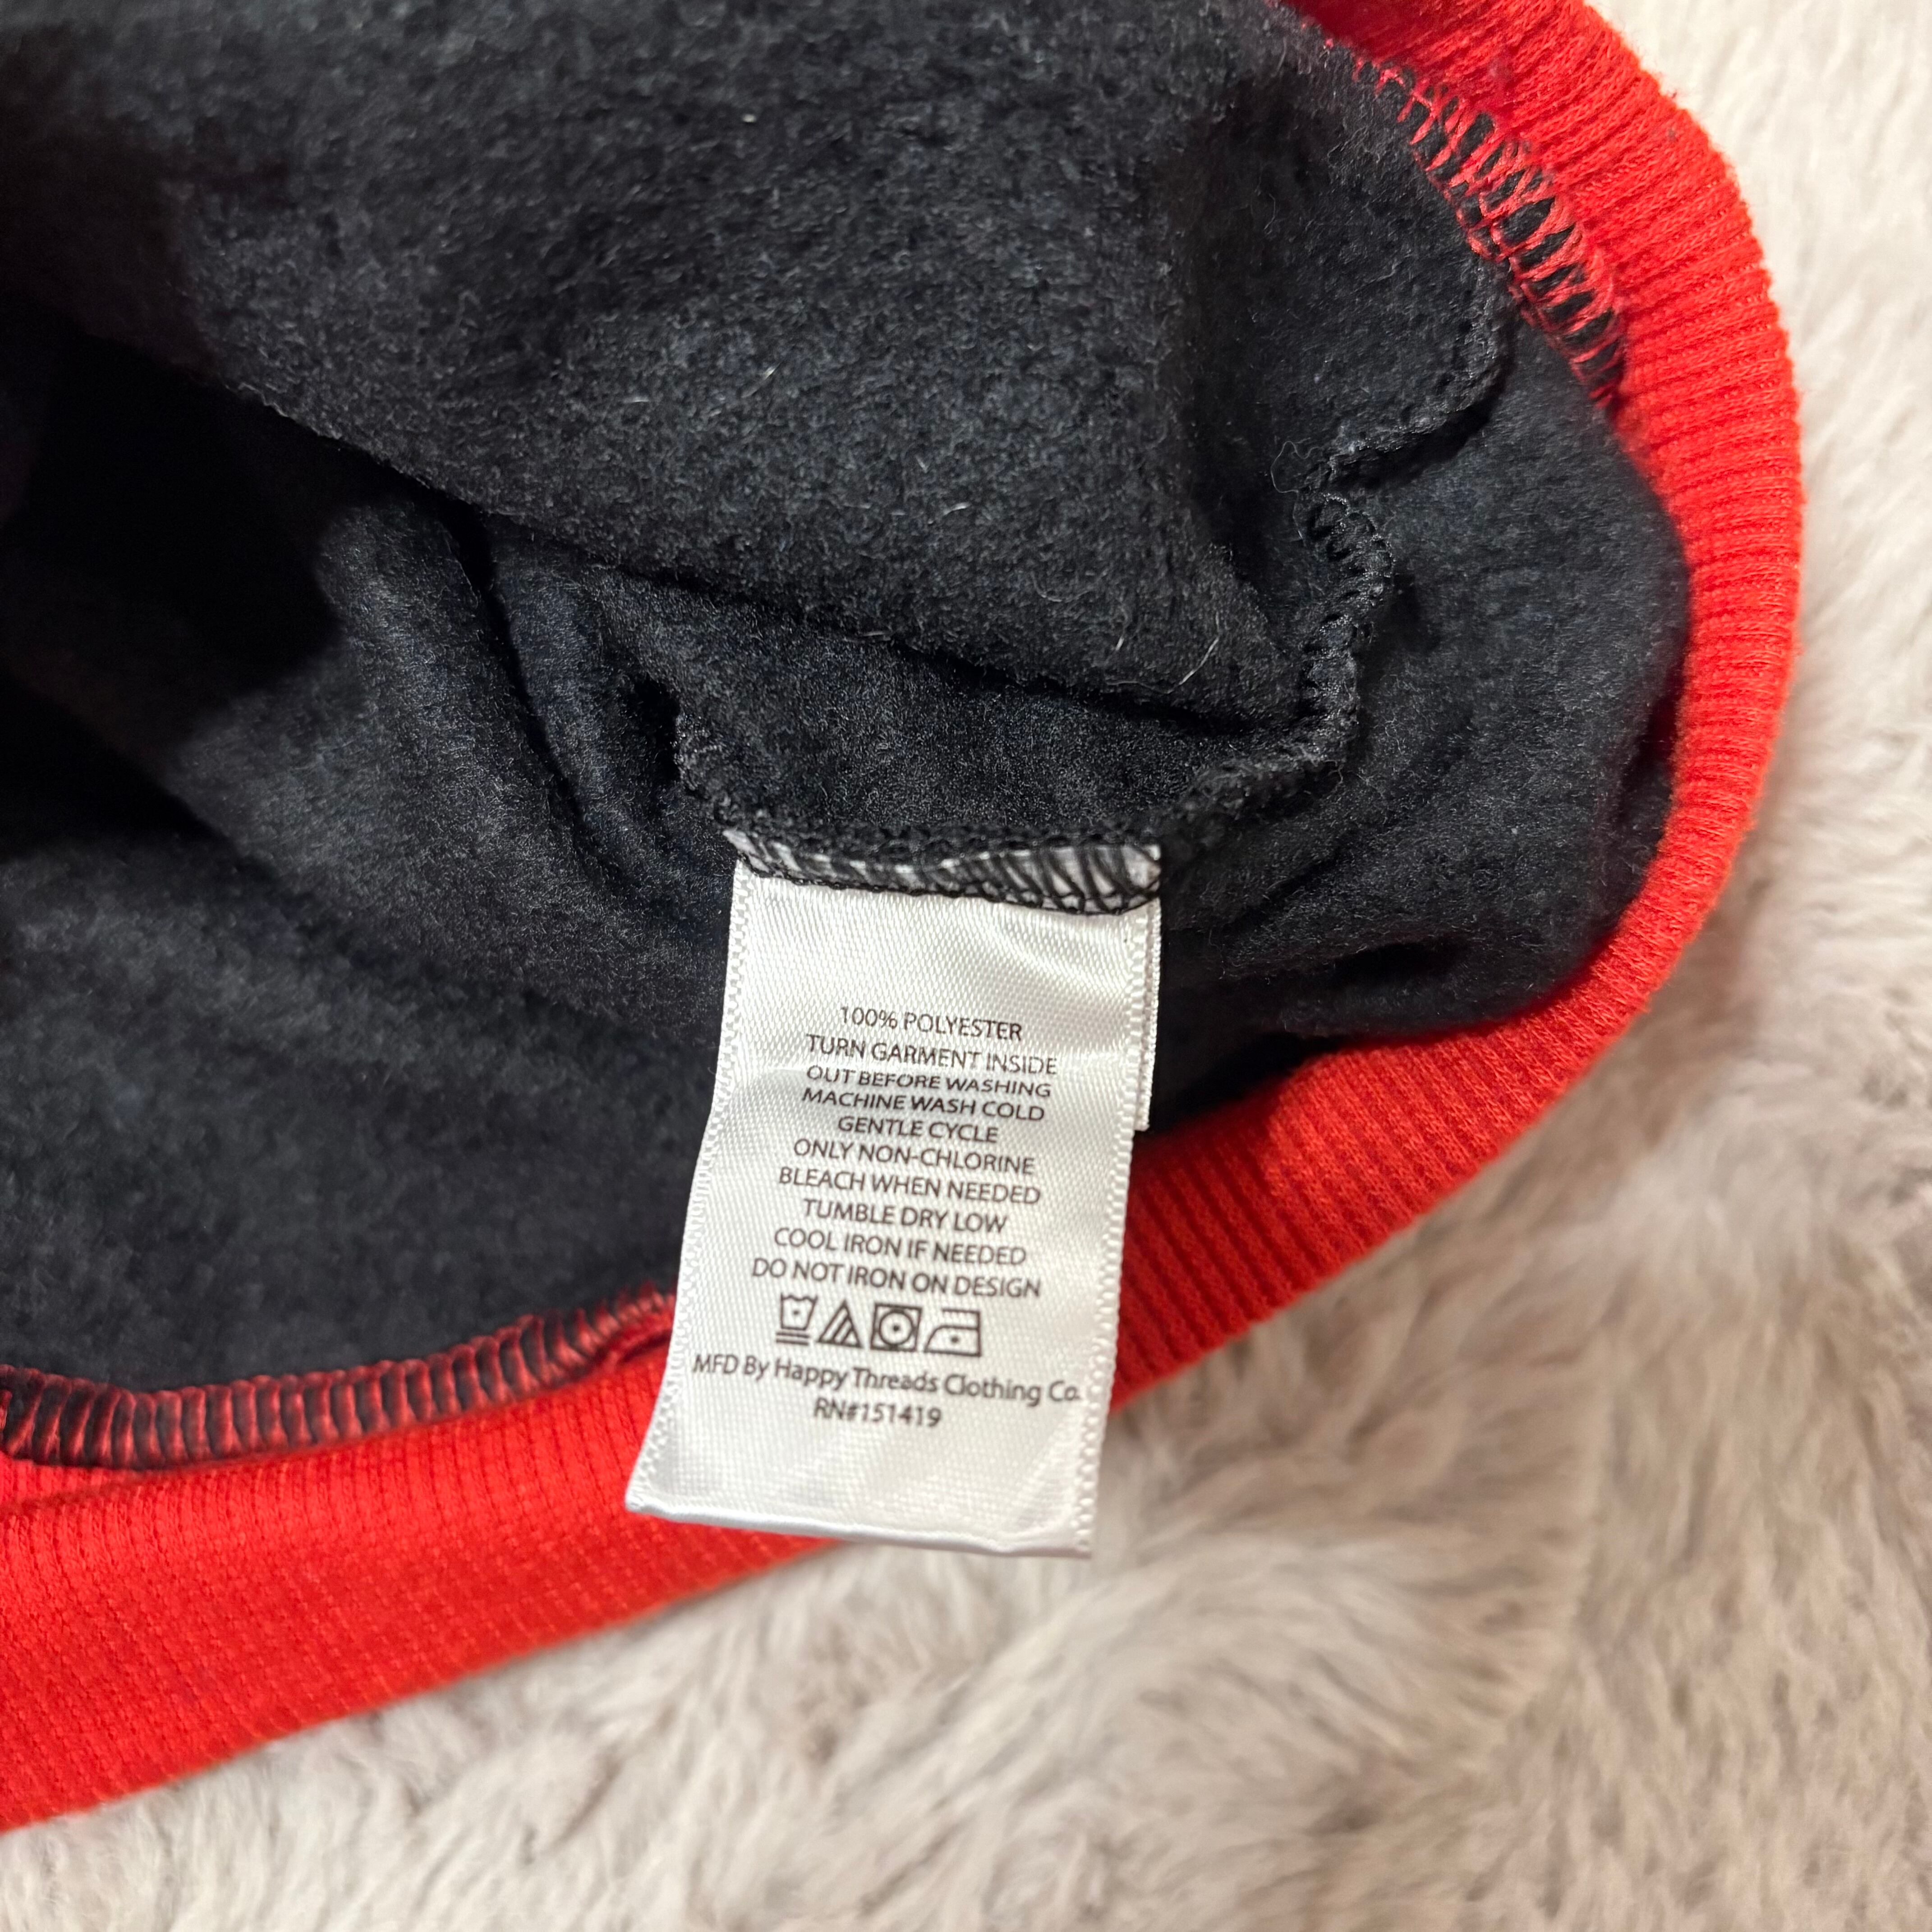 100% POLYESTER
TURN GARMENT INSIDE
OUT BEFORE WASHING
MACHINE WASH COLD
GENTLE CYCLE
ONLY NON-CHLORINE
BLEACH WHEN NEEDED
TUMBLE DRY LOW
COOL IRON IF NEEDED
DO NOT IRON ON DESIGN
MFD By Happy Threads Clothing Co.
RN#151419